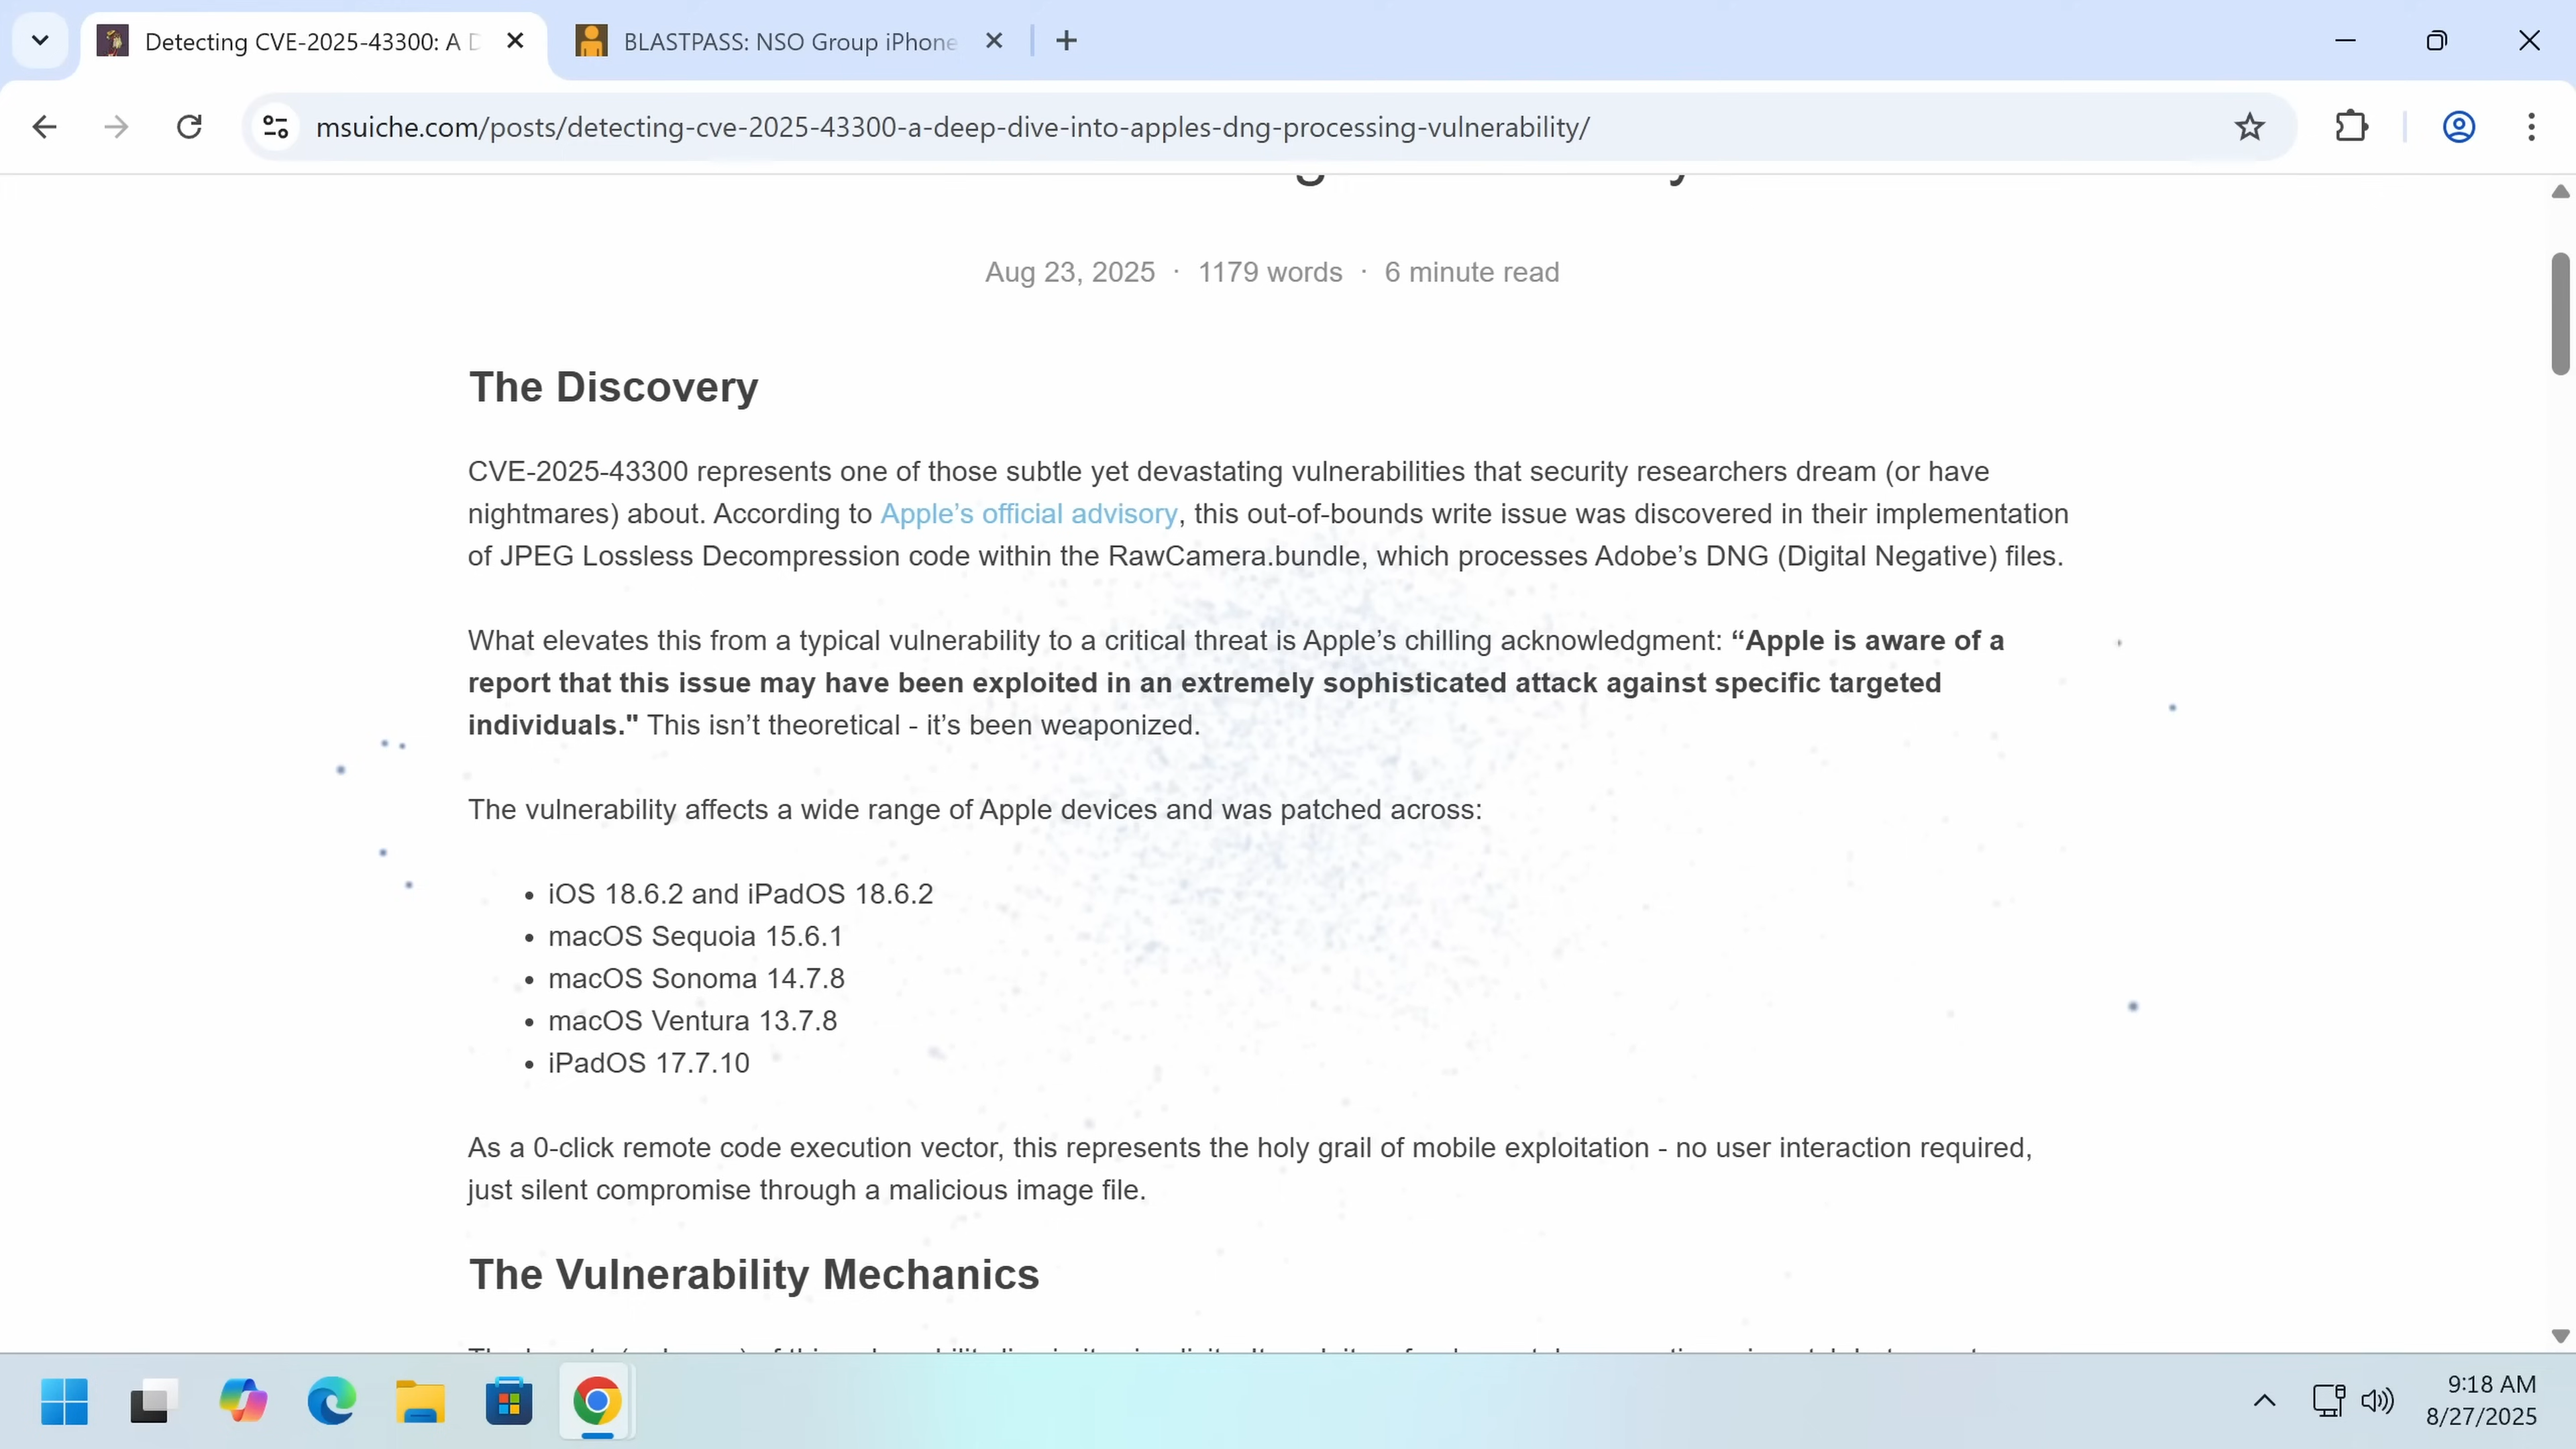 Detecting CVE-2025-43300: A D
BLASTPASS: NSO Group iPhone
msuiche.com/posts/detecting-cve-2025-43300-a-deep-dive-into-apples-dng-processing-vulnerability/
Aug 23, 2025 · 1179 words · 6 minute read
The Discovery
CVE-2025-43300 represents one of those subtle yet devastating vulnerabilities that security researchers dream (or have
nightmares) about. According to Apple’s official advisory, this out-of-bounds write issue was discovered in their implementation
of JPEG Lossless Decompression code within the RawCamera.bundle, which processes Adobe’s DNG (Digital Negative) files.
What elevates this from a typical vulnerability to a critical threat is Apple’s chilling acknowledgment: “Apple is aware of a
report that this issue may have been exploited in an extremely sophisticated attack against specific targeted
individuals." This isn’t theoretical - it’s been weaponized.
The vulnerability affects a wide range of Apple devices and was patched across:
• iOS 18.6.2 and iPadOS 18.6.2
• macOS Sequoia 15.6.1
• macOS Sonoma 14.7.8
• macOS Ventura 13.7.8
• iPadOS 17.7.10
As a 0-click remote code execution vector, this represents the holy grail of mobile exploitation - no user interaction required,
just silent compromise through a malicious image file.
The Vulnerability Mechanics
9:18 AM
8/27/2025